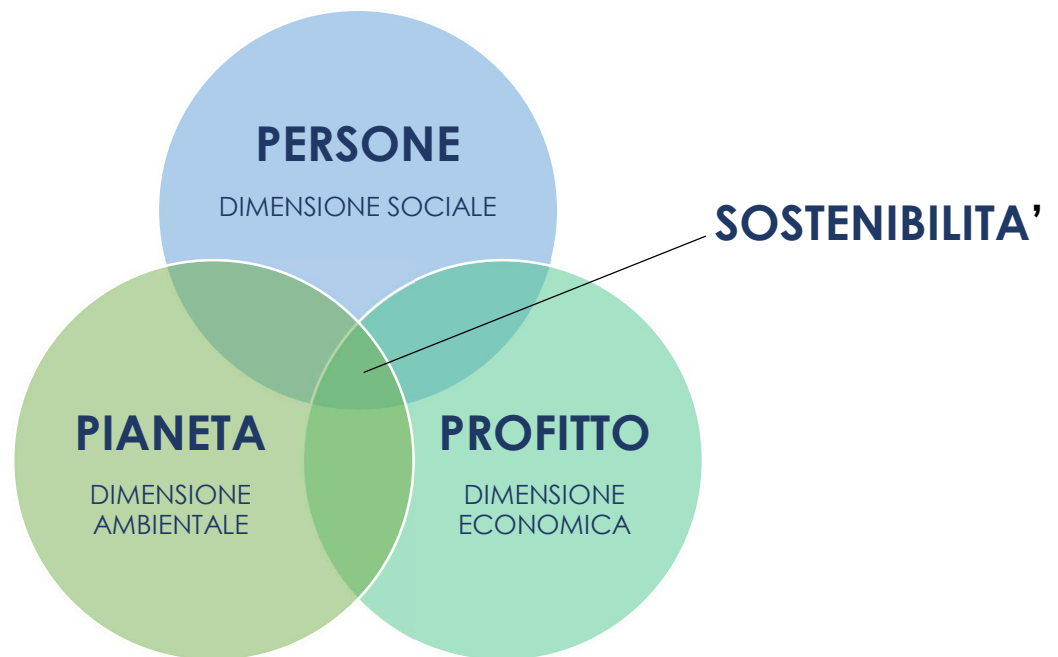 PERSONE
DIMENSIONE SOCIALE
SOSTENIBILITA’
PIANETA
DIMENSIONE
AMBIENTALE
PROFITTO
DIMENSIONE
ECONOMICA